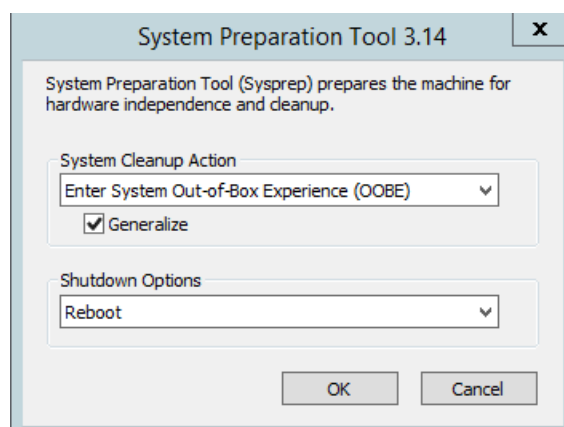 System Preparation Tool 3.14
x
System Preparation Tool (Sysprep) prepares the machine for
hardware independence and cleanup.
System Cleanup Action
Enter System Out-of-Box Experience (OOBE)
Generalize
Shutdown Options
Reboot
OK
Cancel